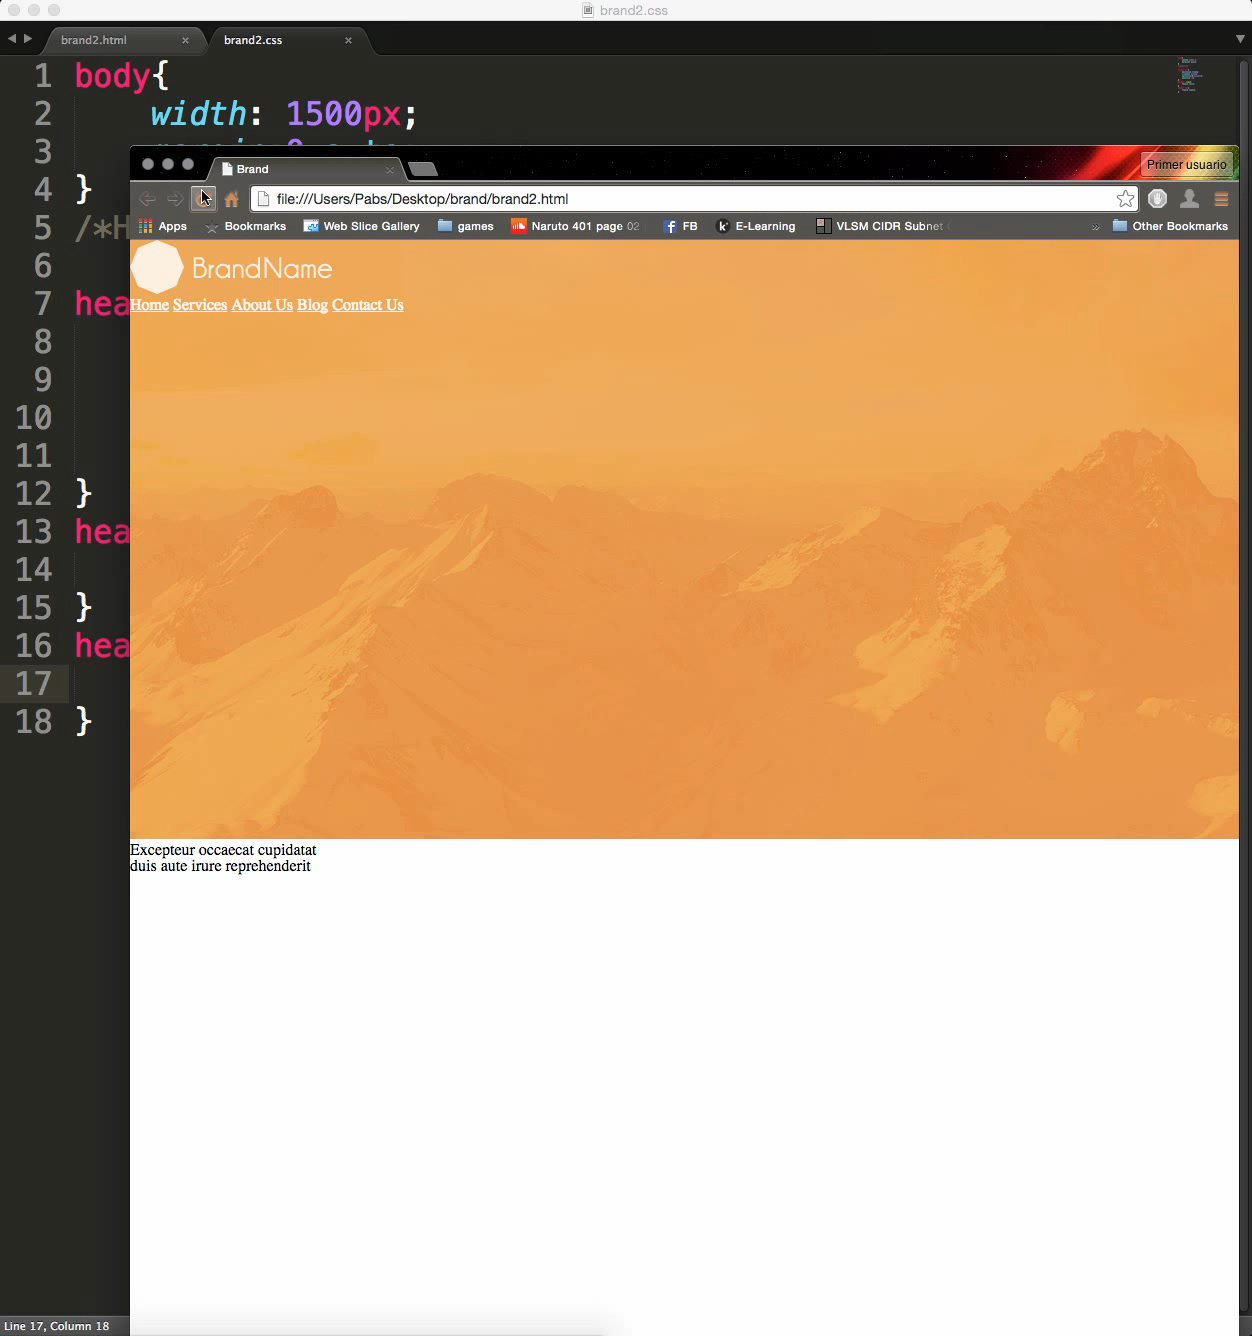 brand2.css
brand2.html
brand2.css
1 body{
2 width: 1500px;
3
Brand
Primer usuario
4 }
file:///Users/Pabs/Desktop/brand/brand2.html
5 /*H
Apps
Bookmarks
Web Slice Gallery
games
Naruto 401 page 02
FB
E-Learning
VLSM CIDR Subnet
Other Bookmarks
6
BrandName
7 hea
Home Services About Us Blog Contact Us
8
9
10
11
12 }
13 hea
14
15 }
16 hea
17
18 }
Excepteur occaecat cupidatat
duis aute irure reprehenderit
Line 17, Column 18